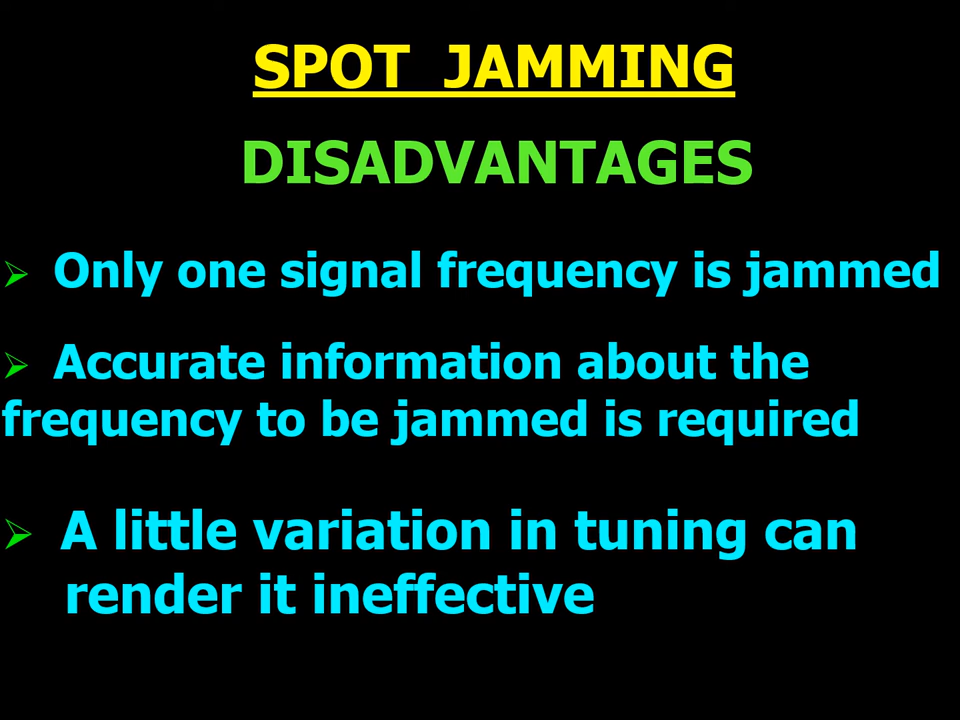 SPOT JAMMING
DISADVANTAGES
➢ Only one signal frequency is jammed
➢ Accurate information about the
frequency to be jammed is required
➢ A little variation in tuning can
render it ineffective